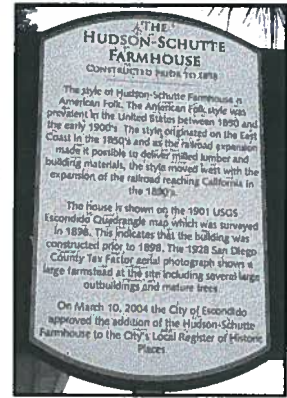 THE
HUDSON-SCHUTTE
FARMHOUSE
CONSTRUCTED PRIOR TO 1898
The style of Hudson-Schutte Farmhouse is
American Folk. The American Folk style was
prevalent in the United States between 1890 and
the early 1900's. The style originated on the East
Coast in the 1850's and as the railroad expansion
made it possible to deliver milled lumber and
building materials, the style moved west with the
expansion of the railroad reaching California in
the 1880's.
The house is shown on the 1901 USGS
Escondido Quadrangle map which was surveyed
in 1898. This indicates that the building was
constructed prior to 1898. The 1928 San Diego
County Tax Factor aerial photograph shows a
large farmstead at the site including several large
outbuildings and mature trees.
On March 10, 2004 the City of Escondido
approved the addition of the Hudson-Schutte
Farmhouse to the City's Local Register of Historic
Places